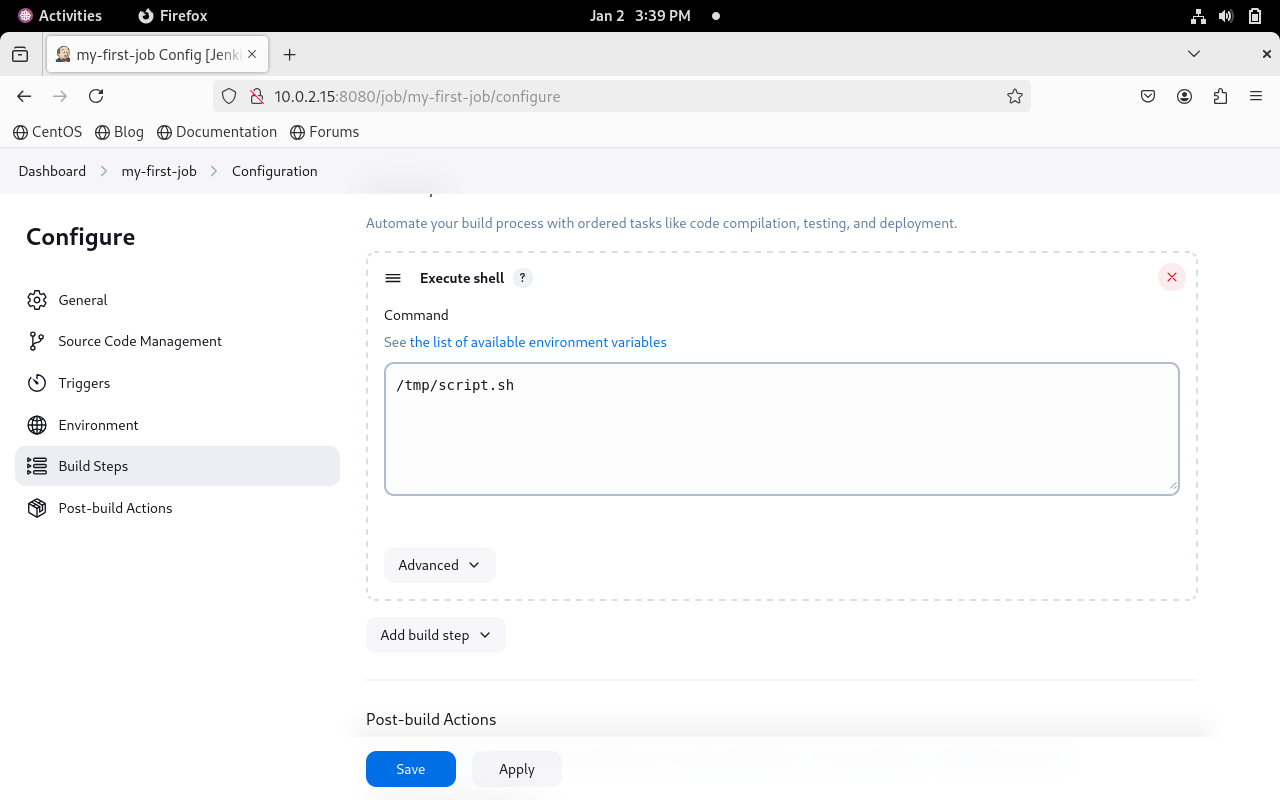 Activities
Firefox
Jan 2 3:39 PM
my-first-job Config [Jenki
10.0.2.15:8080/job/my-first-job/configure
CentOS
Blog
Documentation
Forums
Dashboard
my-first-job
Configuration
Configure
General
Source Code Management
Triggers
Environment
Build Steps
Post-build Actions
Automate your build process with ordered tasks like code compilation, testing, and deployment.
Execute shell
?
Command
See the list of available environment variables
/tmp/script.sh
Advanced
Add build step
Post-build Actions
Save
Apply